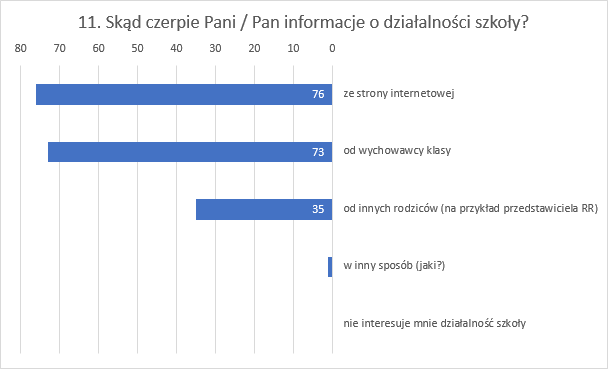 11. Skąd czerpie Pani / Pan informacje o działalności szkoły?
80 70 60 50 40 30 20 10 0
76 ze strony internetowej
73 od wychowawcy klasy
35 od innych rodziców (na przykład przedstawiciela RR)
w inny sposób (jaki?)
nie interesuje mnie działalność szkoły